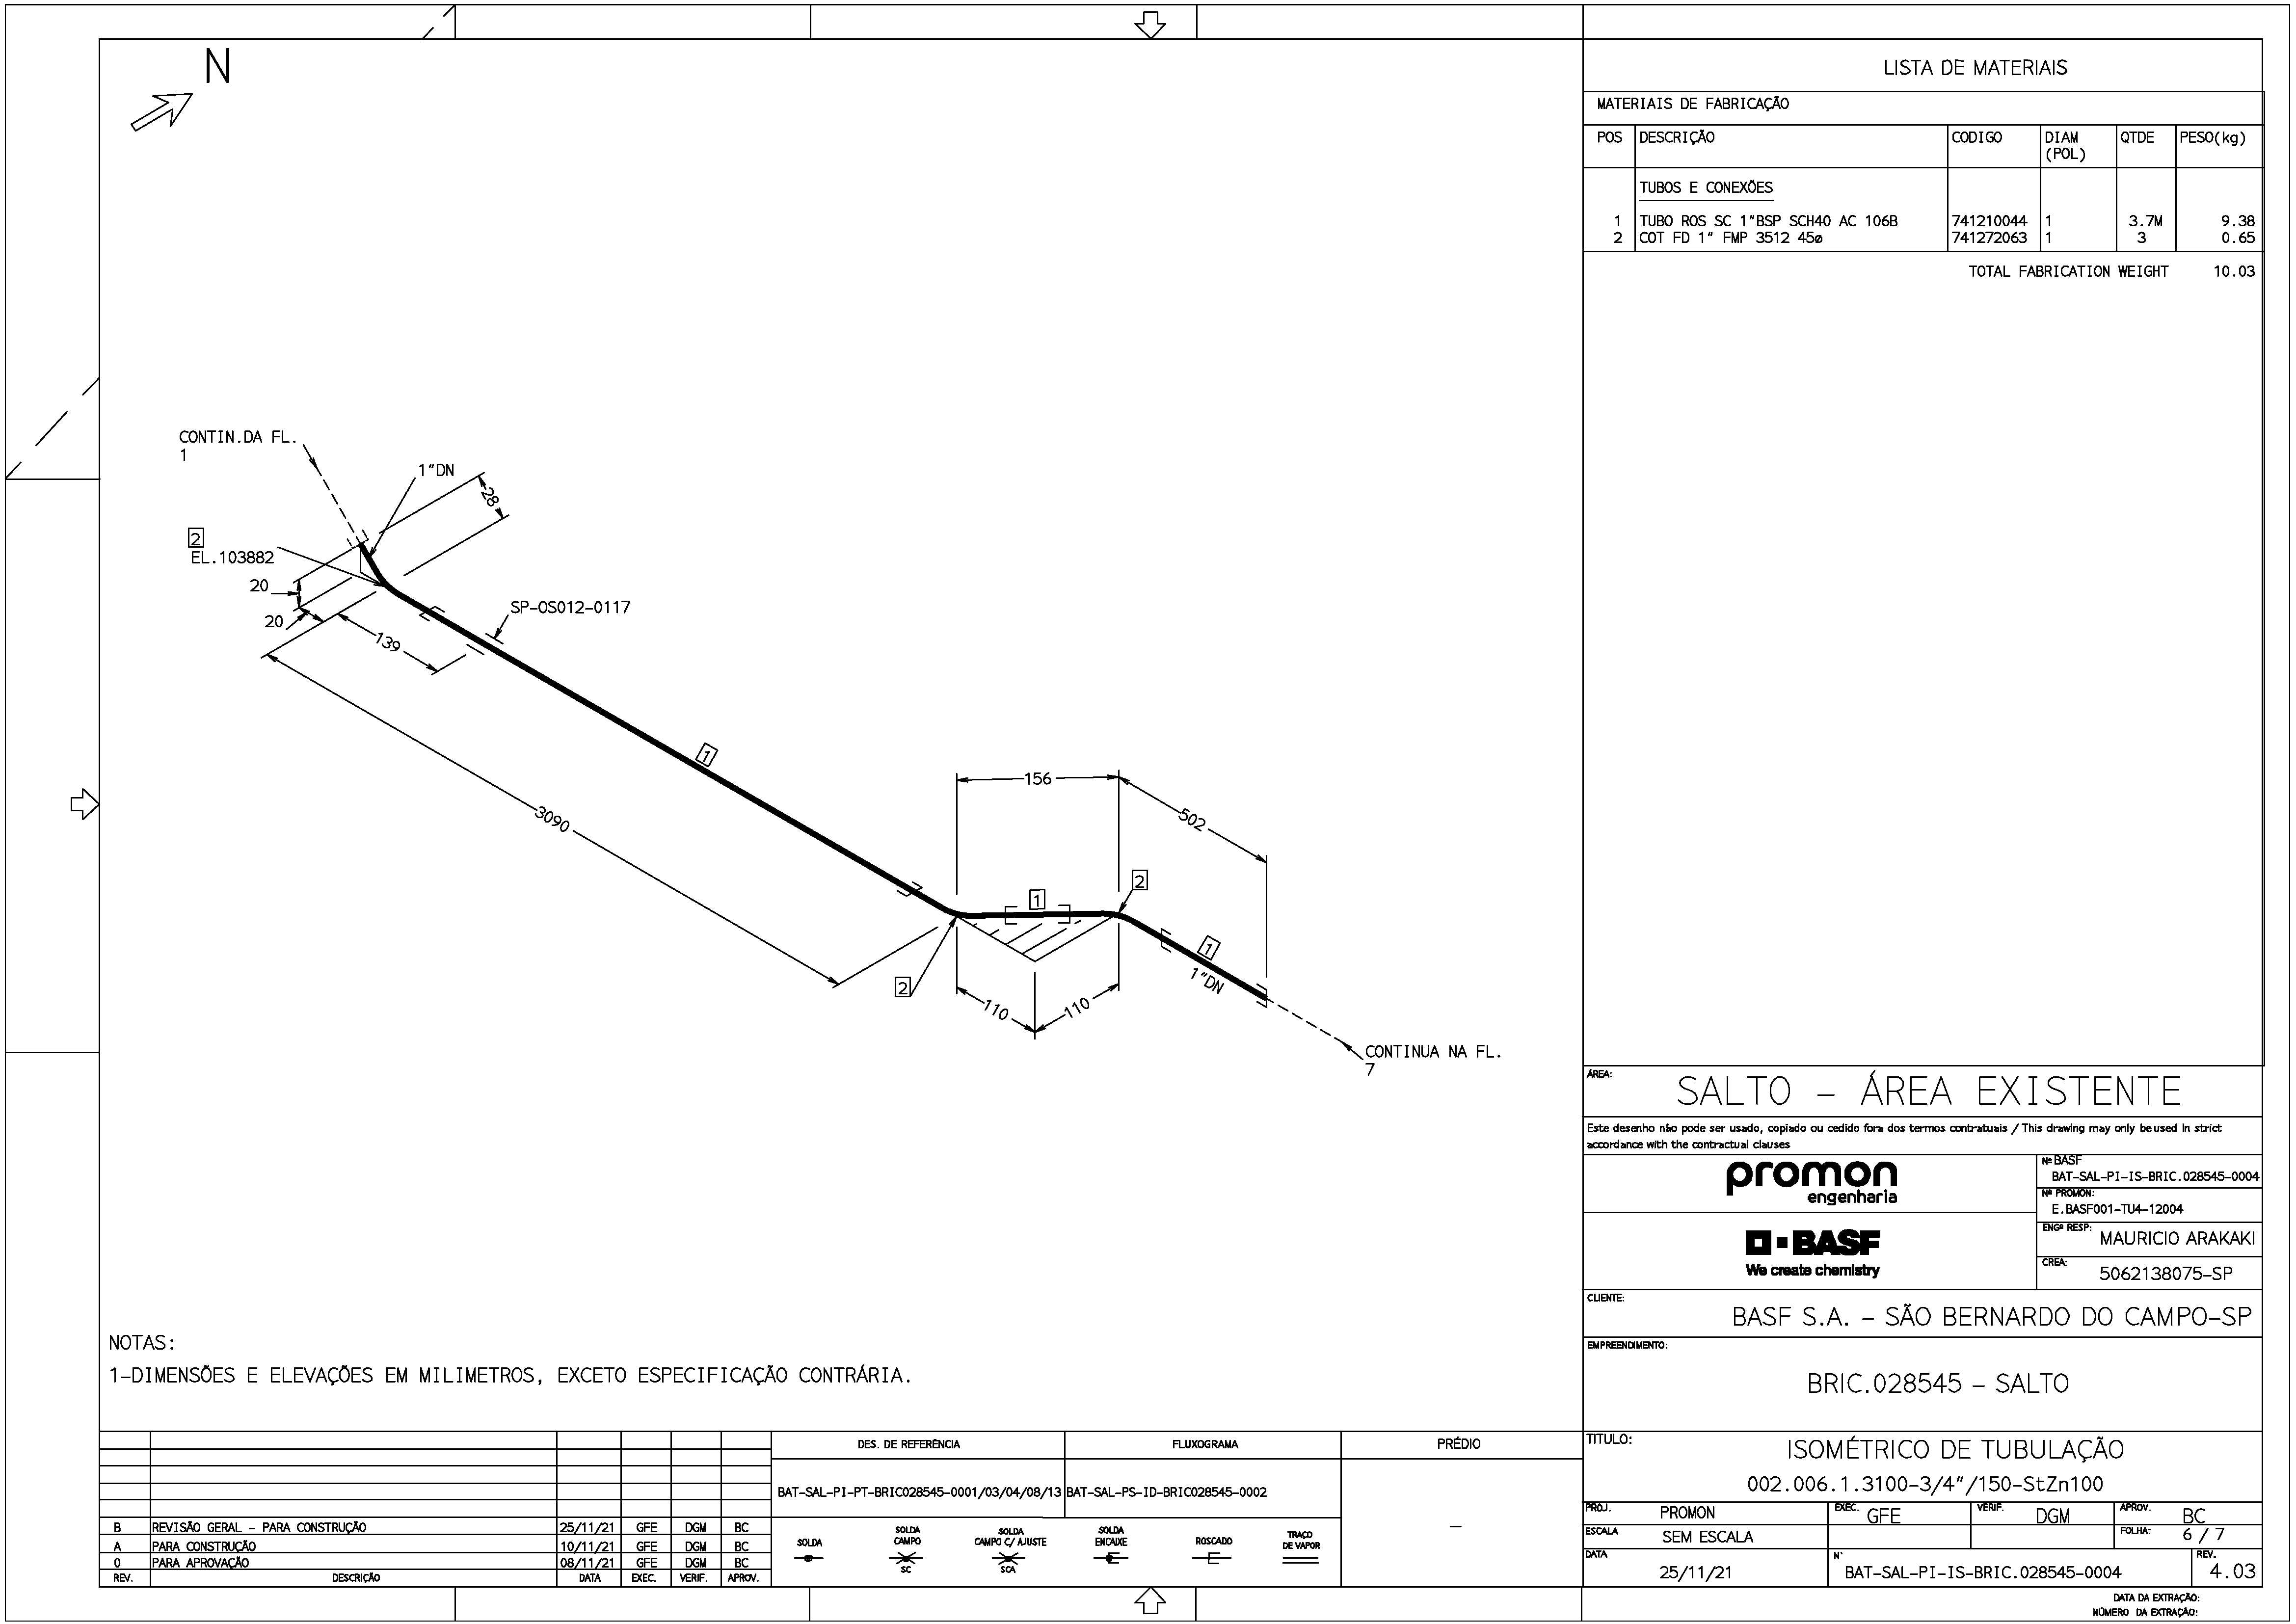 N
CONTIN.DA FL.
1
1"DN
28
2
EL.103882
20
20
139
SP-OS012-0117
1
3090
156
502
1
2
1
1"DN
2
110
110
CONTINUA NA FL.
7
NOTAS:
1-DIMENSÕES E ELEVAÇÕES EM MILIMETROS, EXCETO ESPECIFICAÇÃO CONTRÁRIA.
LISTA DE MATERIAIS
MATERIAIS DE FABRICAÇÃO
POS DESCRIÇÃO CODIGO DIAM (POL) QTDE PESO(kg)
TUBOS E CONEXÕES
1 TUBO ROS SC 1"BSP SCH40 AC 106B 741210044 1 3.7M 9.38
2 COT FD 1" FMP 3512 45ø 741272063 1 3 0.65
TOTAL FABRICATION WEIGHT 10.03
ÁREA:
SALTO - ÁREA EXISTENTE
Este desenho não pode ser usado, copiado ou cedido fora dos termos contratuais / This drawing may only be used in strict
accordance with the contractual clauses
promon
engenharia
Nº BASF
BAT-SAL-PI-IS-BRIC.028545-0004
Nº PROMON:
E.BASF001-TU4-12004
BASF
We create chemistry
ENGº RESP: MAURICIO ARAKAKI
CREA: 5062138075-SP
CLIENTE:
BASF S.A. - SÃO BERNARDO DO CAMPO-SP
EMPREENDIMENTO:
BRIC.028545 - SALTO
TITULO:
ISOMÉTRICO DE TUBULAÇÃO
002.006.1.3100-3/4"/150-StZn100
PROJ. PROMON EXEC. GFE VERIF. DGM APROV. BC
ESCALA SEM ESCALA FOLHA: 6 / 7
DATA 25/11/21 N° BAT-SAL-PI-IS-BRIC.028545-0004 REV. 4.03
DATA DA EXTRAÇÃO:
NÚMERO DA EXTRAÇÃO:
DES. DE REFERÊNCIA FLUXOGRAMA PRÉDIO
BAT-SAL-PI-PT-BRIC028545-0001/03/04/08/13 BAT-SAL-PS-ID-BRIC028545-0002 -
SOLDA
SOLDA CAMPO SC
SOLDA CAMPO C/ AJUSTE SCA
SOLDA ENCAIXE
ROSCADO
TRAÇO DE VAPOR
B REVISÃO GERAL - PARA CONSTRUÇÃO 25/11/21 GFE DGM BC
A PARA CONSTRUÇÃO 10/11/21 GFE DGM BC
0 PARA APROVAÇÃO 08/11/21 GFE DGM BC
REV. DESCRIÇÃO DATA EXEC. VERIF. APROV.